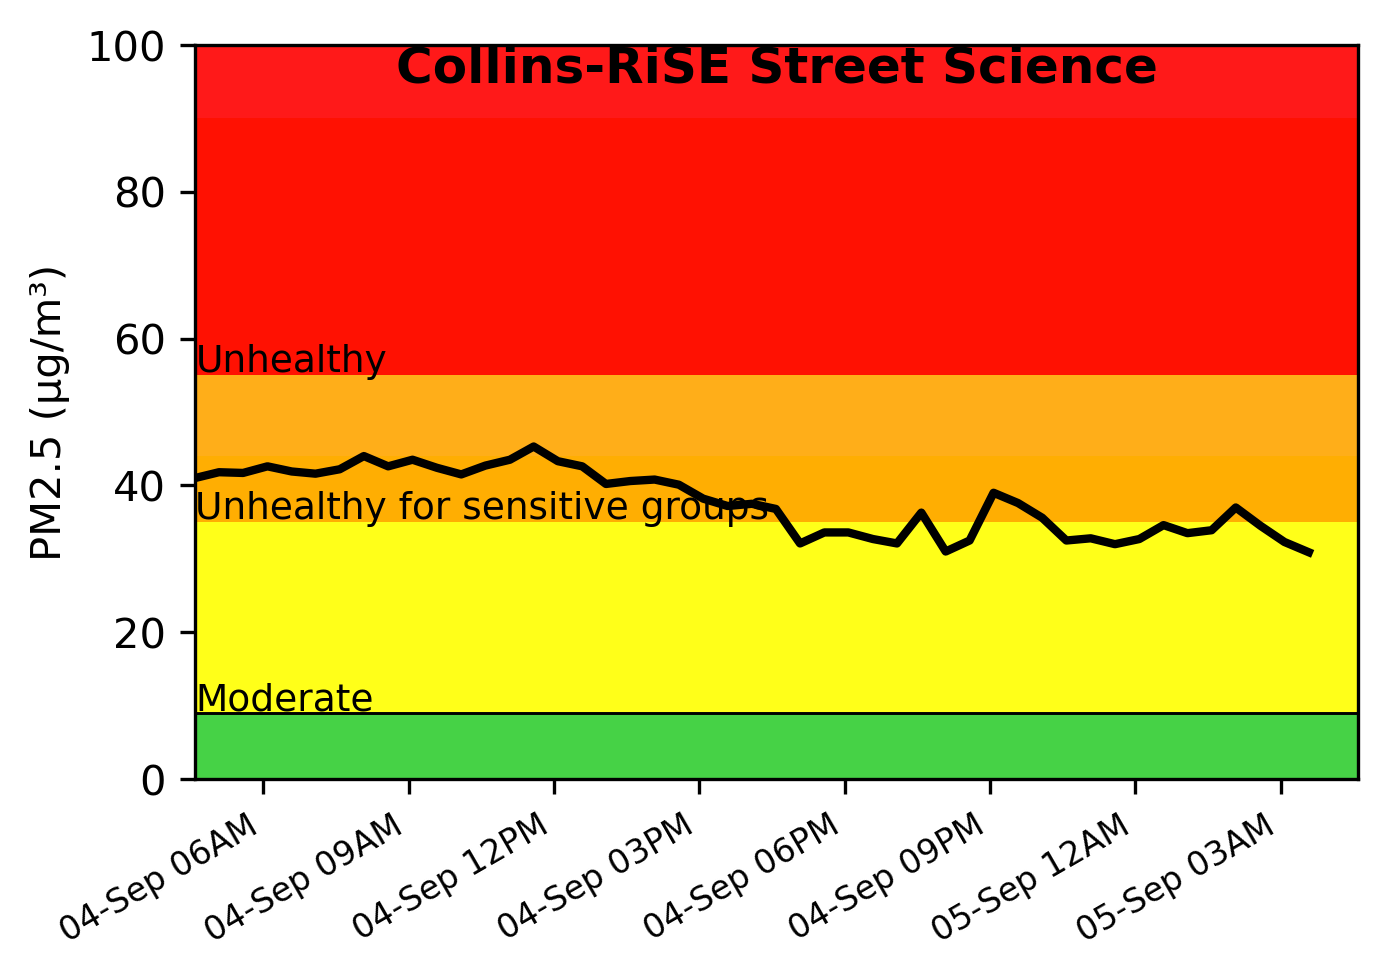 Collins-RiSE Street Science
100
80
60
40
20
0
PM2.5 (µg/m³)
Unhealthy
Unhealthy for sensitive groups
Moderate
04-Sep 06AM
04-Sep 09AM
04-Sep 12PM
04-Sep 03PM
04-Sep 06PM
04-Sep 09PM
05-Sep 12AM
05-Sep 03AM